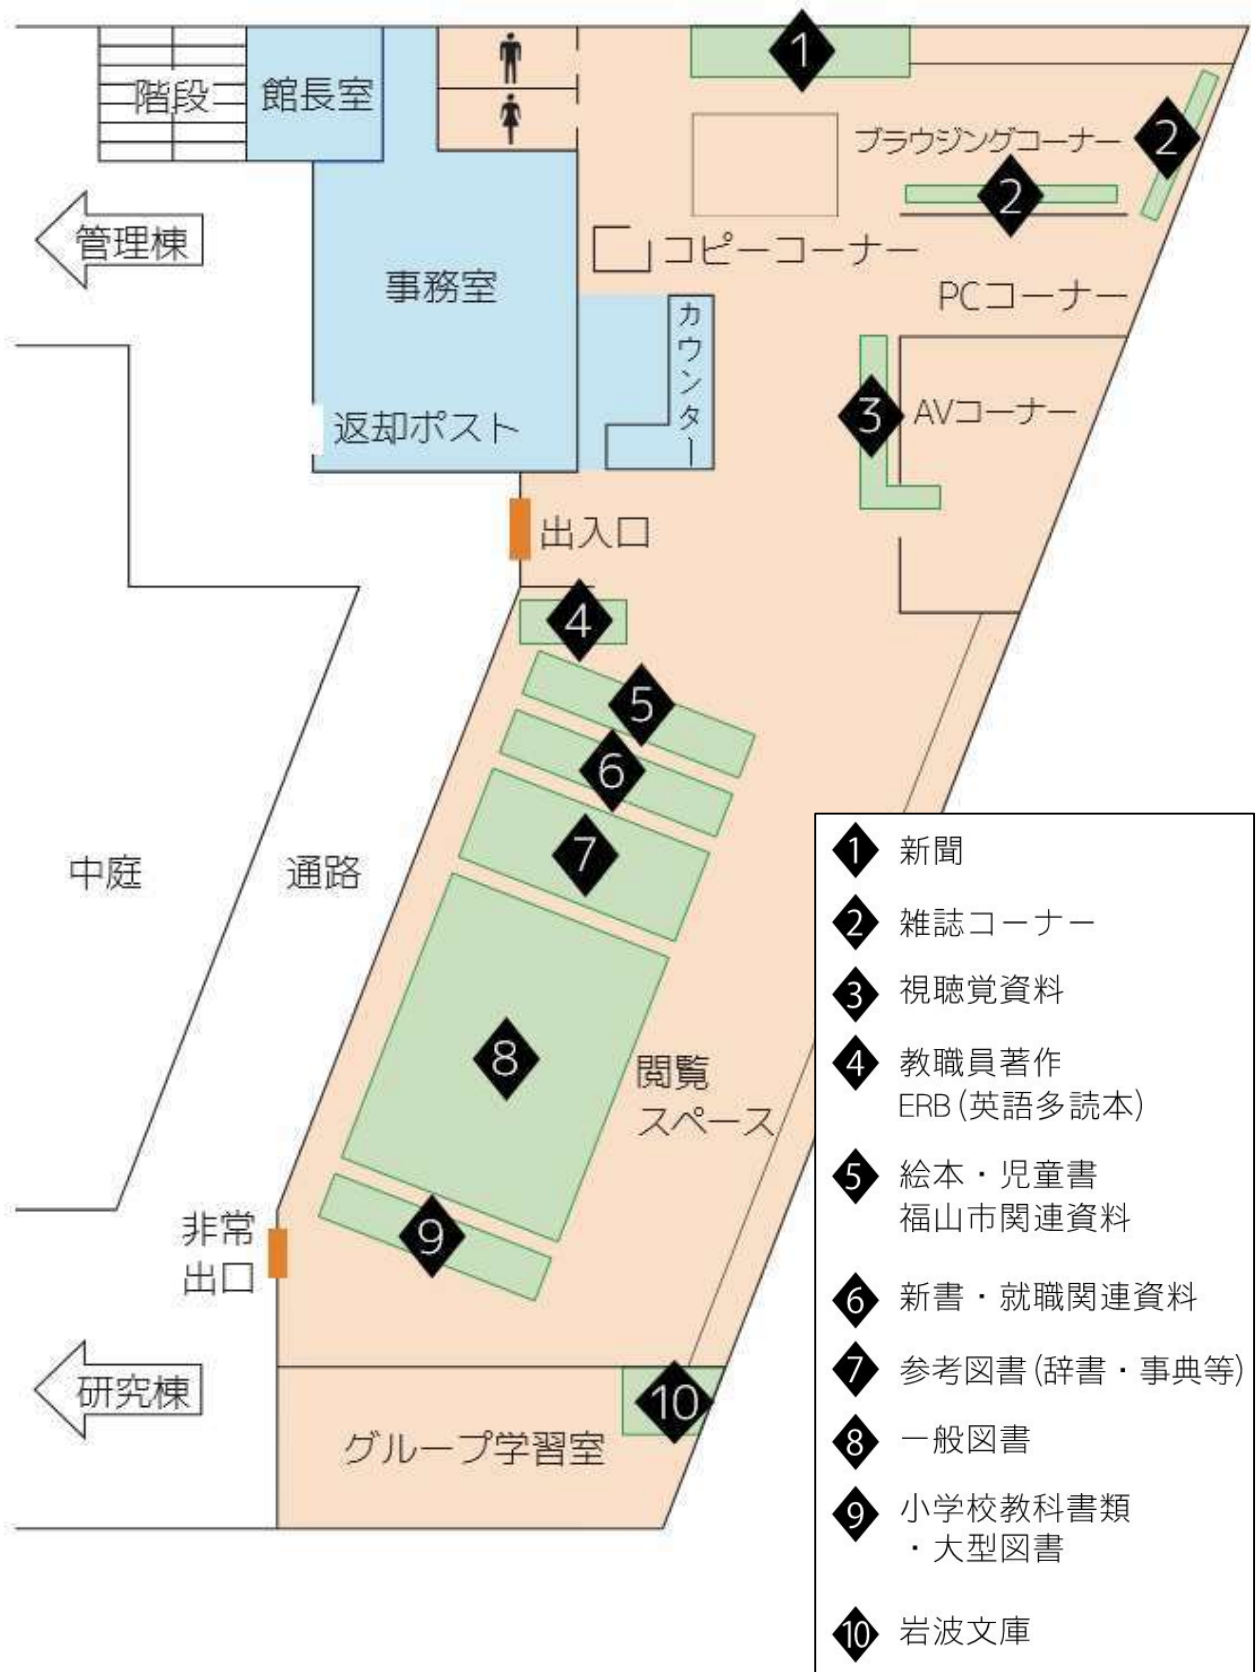 1
階段
館長室
ブラウジングコーナー
2
2
管理棟
コピーコーナー
事務室
PCコーナー
カウンター
3
AVコーナー
返却ポスト
出入口
4
5
6
7
中庭
通路
8
閲覧
スペース
9
非常
出口
研究棟
10
グループ学習室
1 新聞
2 雑誌コーナー
3 視聴覚資料
4 教職員著作
ERB(英語多読本)
5 絵本・児童書
福山市関連資料
6 新書・就職関連資料
7 参考図書(辞書・事典等)
8 一般図書
9 小学校教科書類
・大型図書
10 岩波文庫